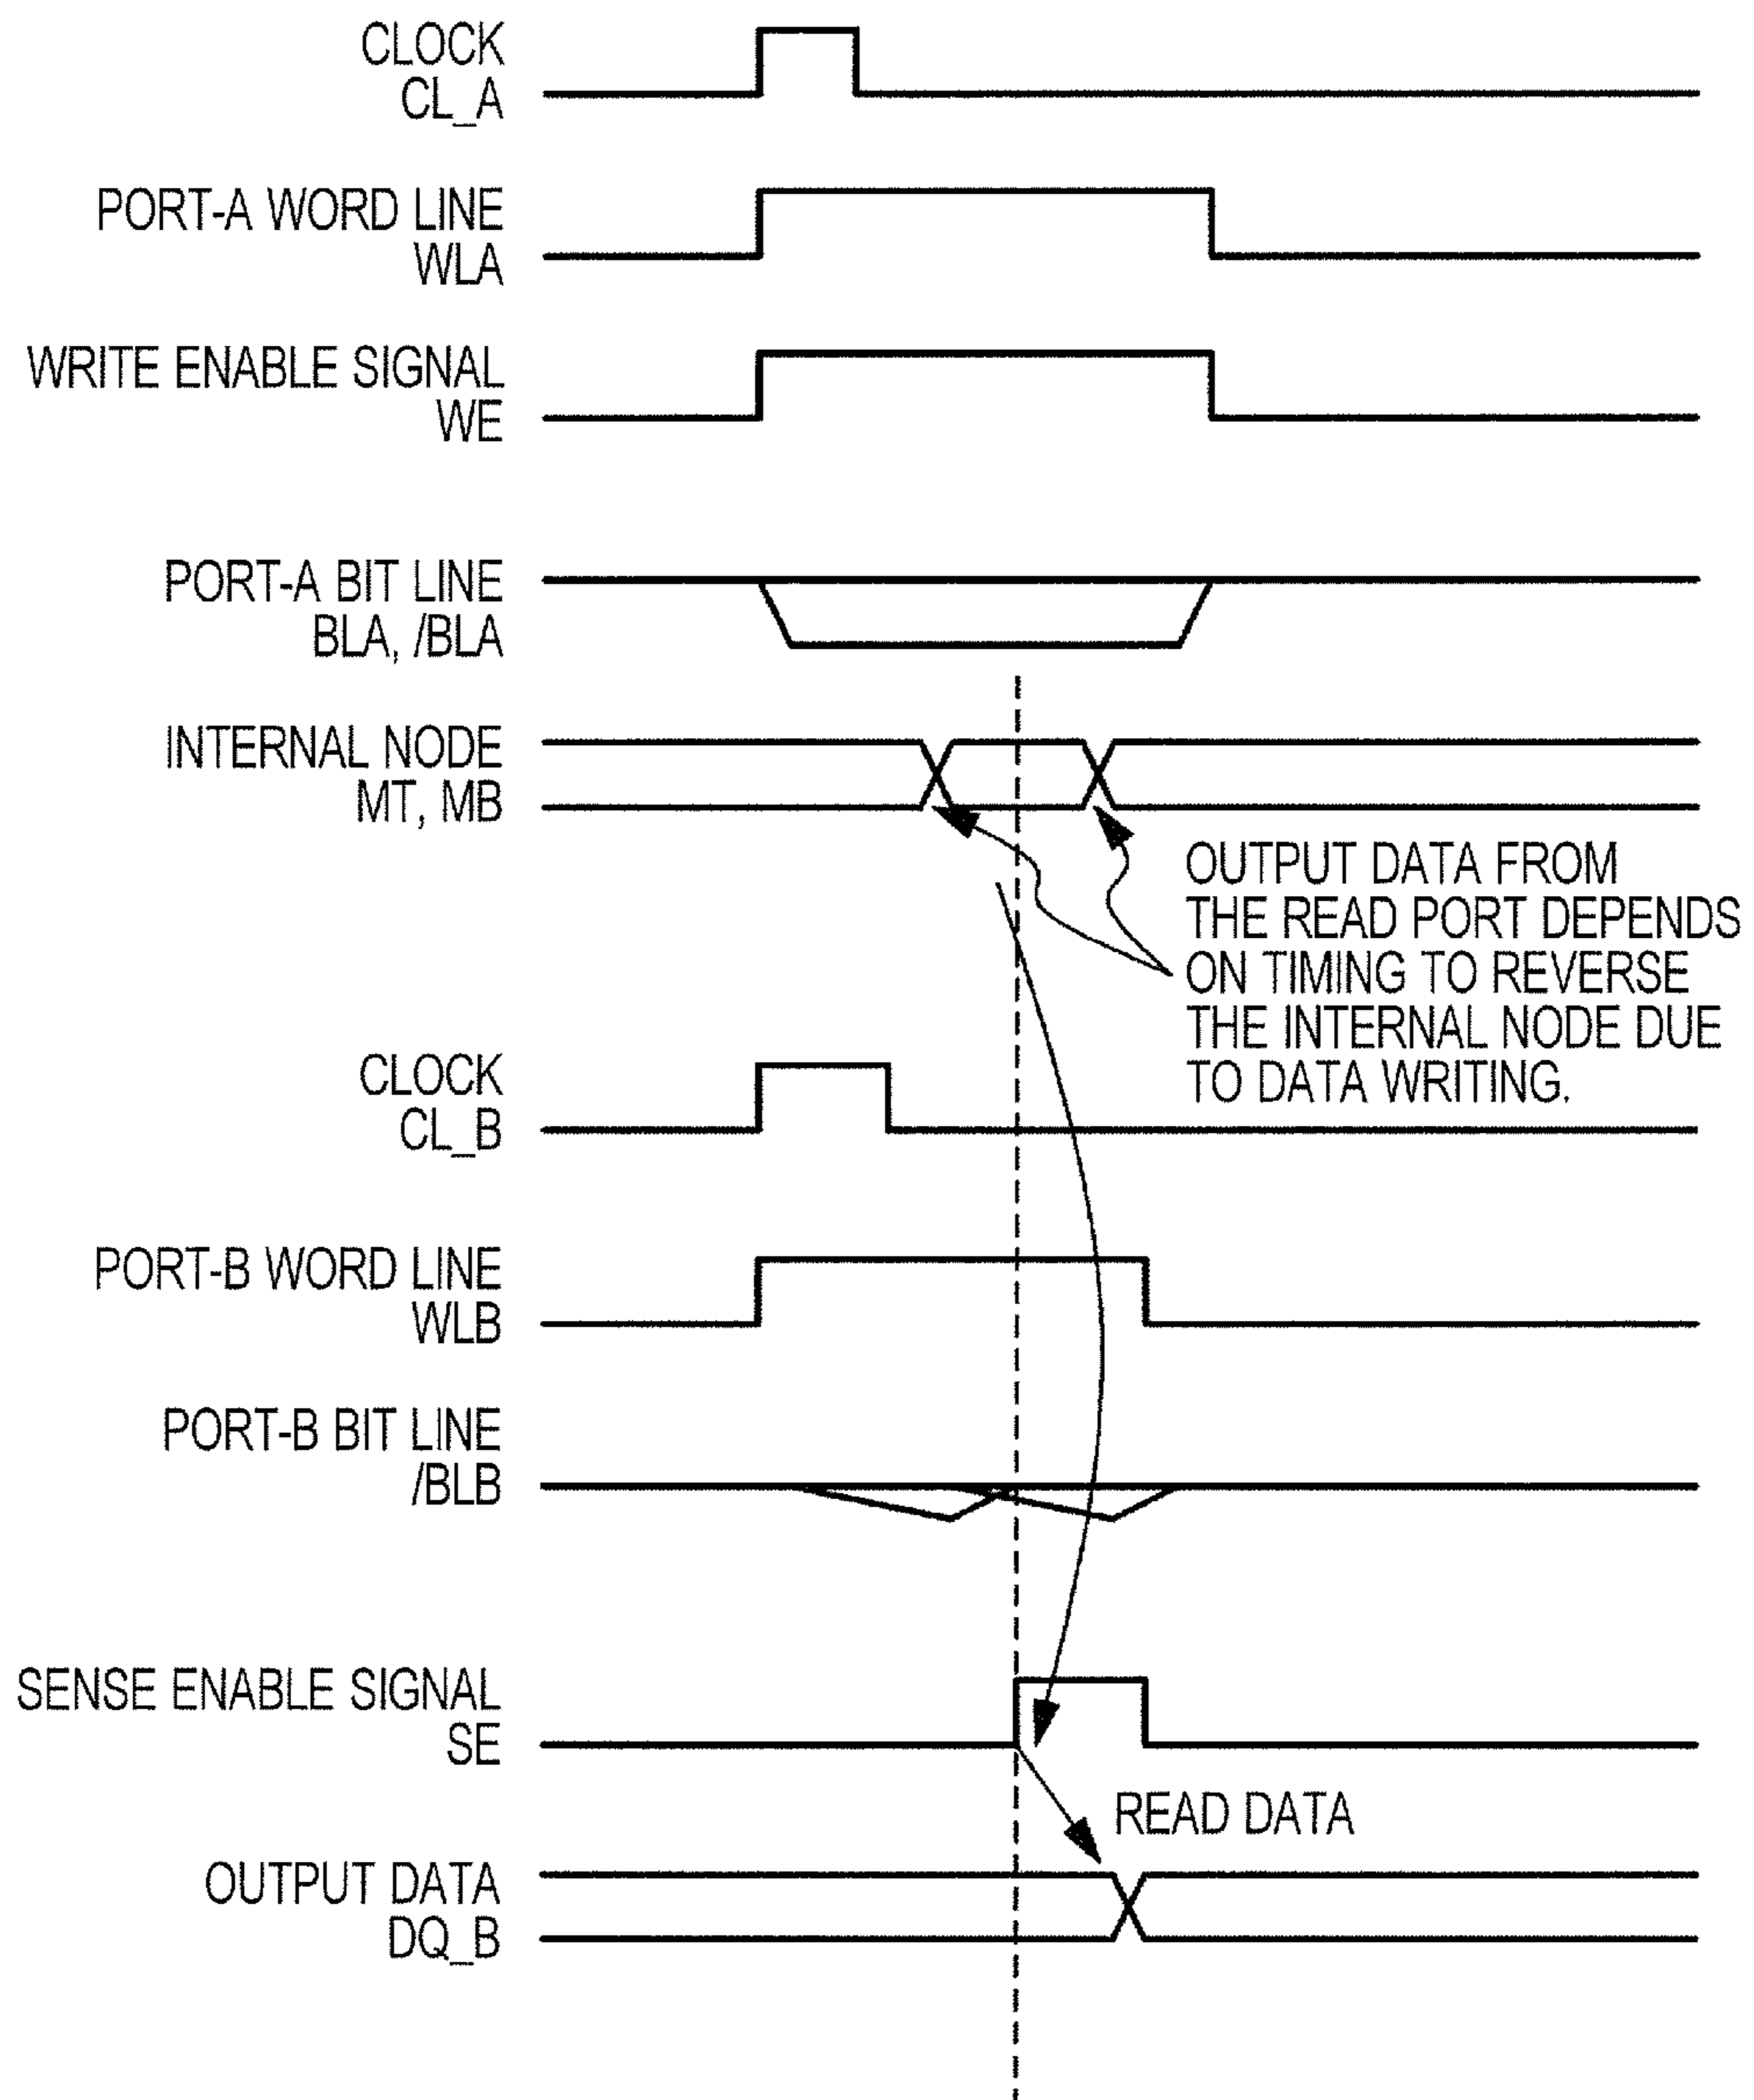 CLOCK
CL_A
PORT-A WORD LINE
WLA
WRITE ENABLE SIGNAL
WE
PORT-A BIT LINE
BLA, /BLA
INTERNAL NODE
MT, MB
OUTPUT DATA FROM
THE READ PORT DEPENDS
ON TIMING TO REVERSE
THE INTERNAL NODE DUE
TO DATA WRITING.
CLOCK
CL_B
PORT-B WORD LINE
WLB
PORT-B BIT LINE
/BLB
SENSE ENABLE SIGNAL
SE
READ DATA
OUTPUT DATA
DQ_B